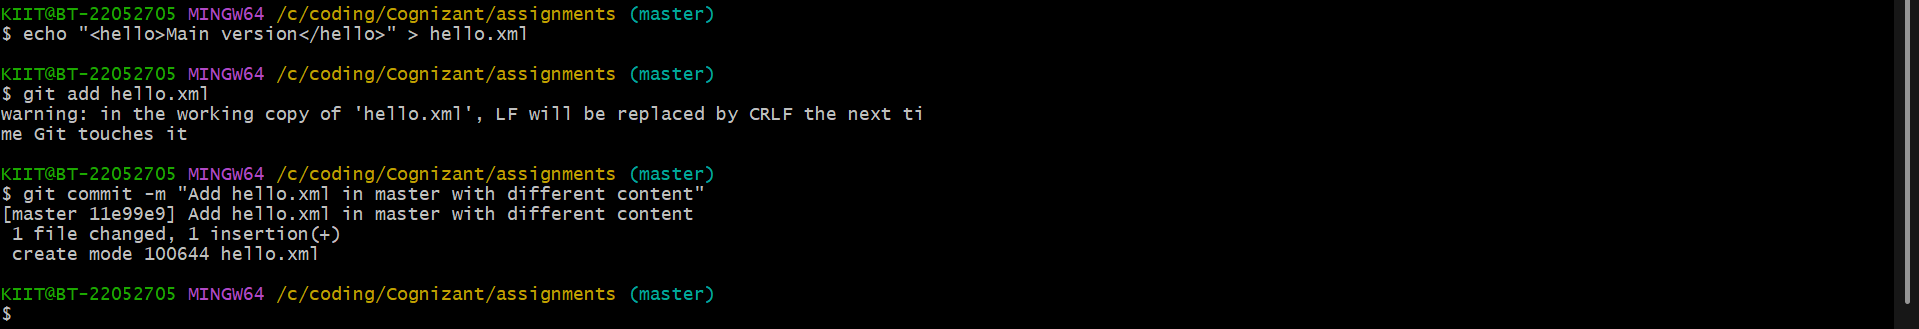 KIIT@BT-22052705 MINGW64 /c/coding/Cognizant/assignments (master)
$ echo "<hello>Main version</hello>" > hello.xml
KIIT@BT-22052705 MINGW64 /c/coding/Cognizant/assignments (master)
$ git add hello.xml
warning: in the working copy of 'hello.xml', LF will be replaced by CRLF the next ti
me Git touches it
KIIT@BT-22052705 MINGW64 /c/coding/Cognizant/assignments (master)
$ git commit -m "Add hello.xml in master with different content"
[master 11e99e9] Add hello.xml in master with different content
 1 file changed, 1 insertion(+)
 create mode 100644 hello.xml
KIIT@BT-22052705 MINGW64 /c/coding/Cognizant/assignments (master)
$